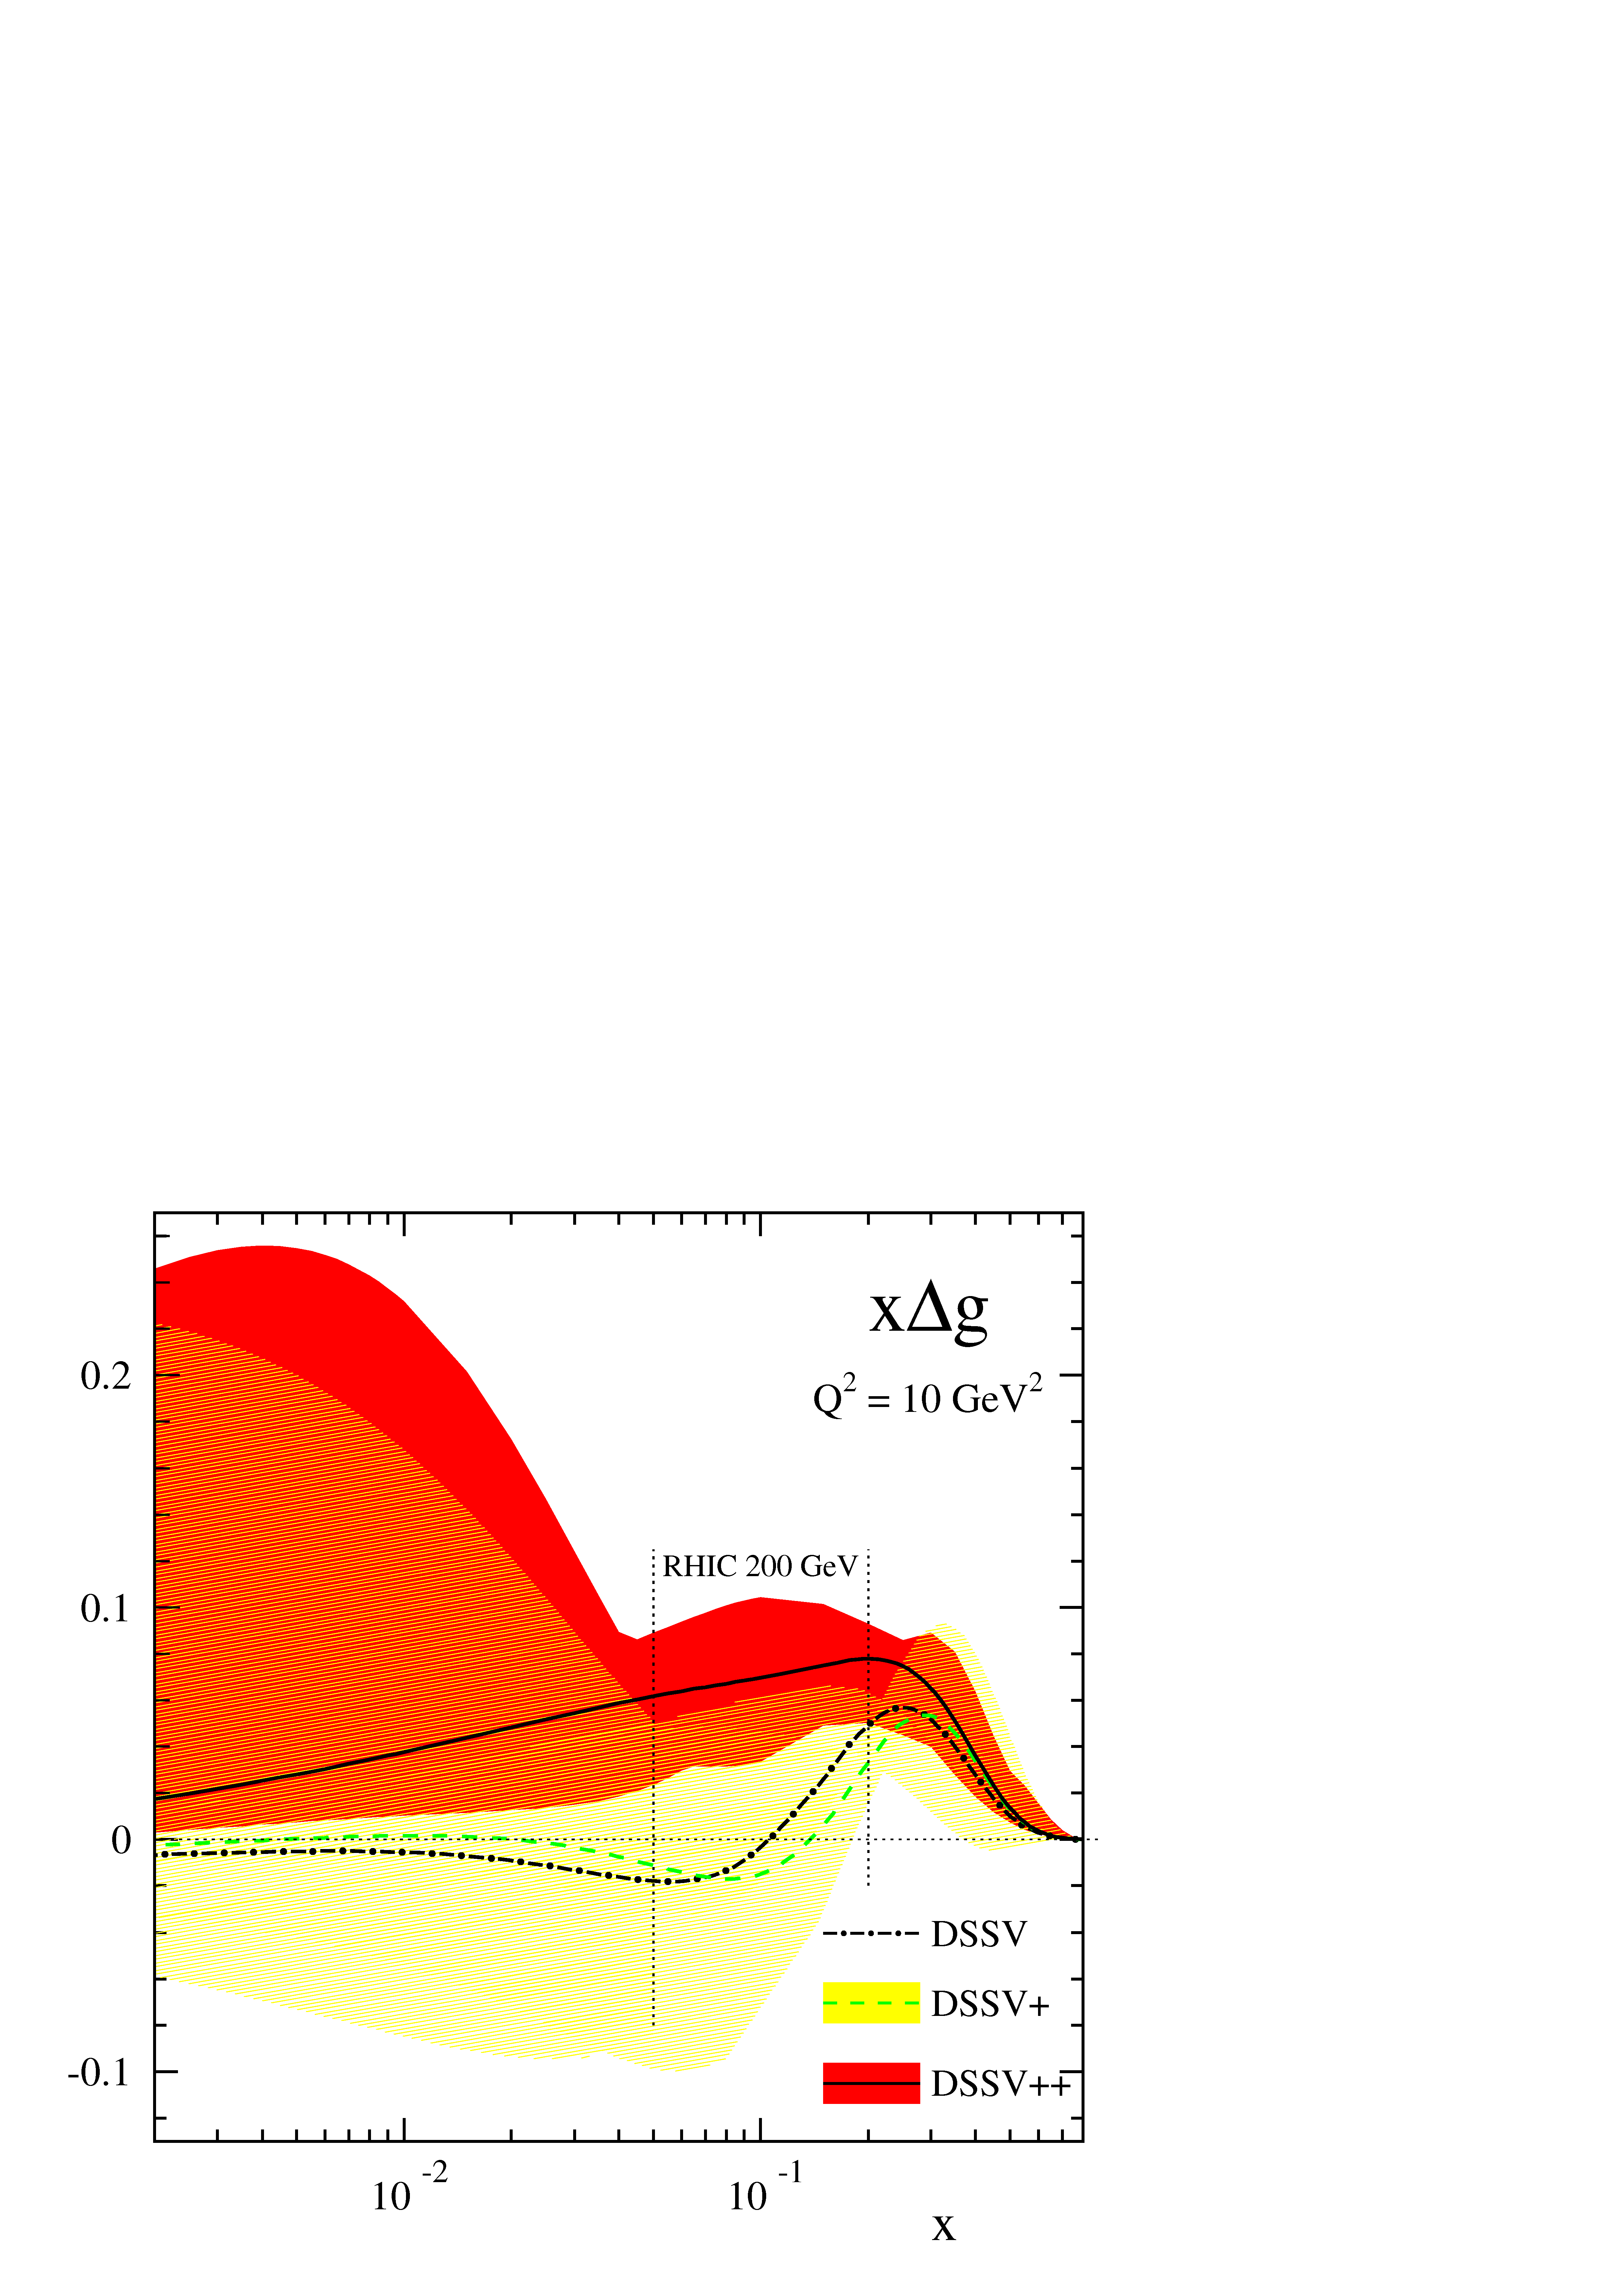 xΔg
Q² = 10 GeV²
0.2
RHIC 200 GeV
0.1
0
DSSV
DSSV+
-0.1
DSSV++
10⁻²
10⁻¹
x